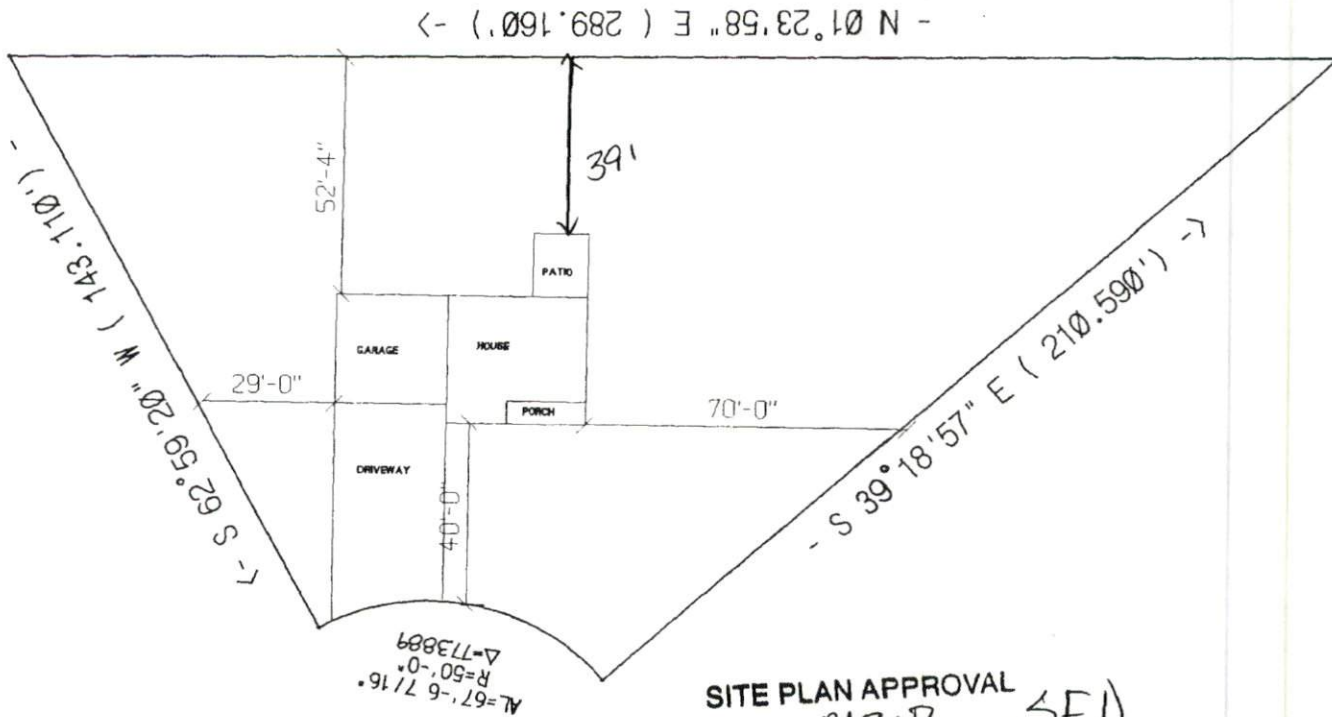 - N 01°23'58" E ( 289.160') ->
52'-4"
39'
<- S 62°59'20" W ( 143.110') -
PATIO
GARAGE
HOUSE
29'-0"
PORCH
70'-0"
- S 39°18'57" E ( 210.590') ->
DRIVEWAY
40'-0"
AL=67'-6 7/16"
R=50'-0"
Δ=77.3889
SITE PLAN APPROVAL
SFD